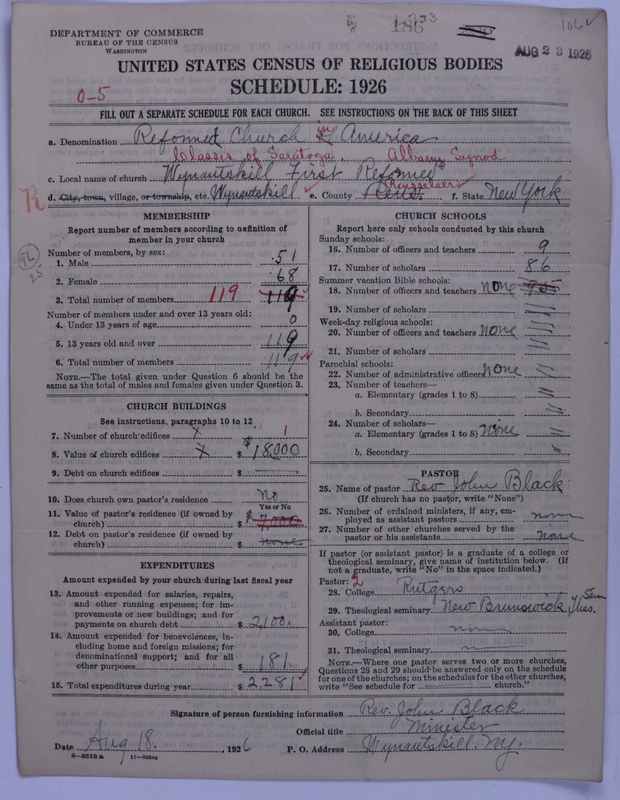 DEPARTMENT OF COMMERCE
BUREAU OF THE CENSUS
WASHINGTON
186
106
AUG 23 1926
UNITED STATES CENSUS OF RELIGIOUS BODIES
SCHEDULE: 1926
0-5
FILL OUT A SEPARATE SCHEDULE FOR EACH CHURCH. SEE INSTRUCTIONS ON THE BACK OF THIS SHEET
a. Denomination Reformed Church in America
Classis of Saratoga. Albany Synod
c. Local name of church Wynantskill First Reformed
Rensselaer
d. City, town, village, or township, etc. Wynantskill e. County Rens. f. State New York
R
MEMBERSHIP
Report number of members according to definition of member in your church
Number of members, by sex:
1. Male 51
2. Female 68
3. Total number of members 119 119
Number of members under and over 13 years old:
4. Under 13 years of age 0
5. 13 years old and over 119
6. Total number of members 119
NOTE.—The total given under Question 6 should be the same as the total of males and females given under Question 3.
CHURCH BUILDINGS
See instructions, paragraphs 10 to 12
7. Number of church edifices 1
8. Value of church edifices $ 18000
9. Debt on church edifices $
10. Does church own pastor's residence No
Yes or No
11. Value of pastor's residence (if owned by church) $ 7000
12. Debt on pastor's residence (if owned by church) $ none
EXPENDITURES
Amount expended by your church during last fiscal year
13. Amount expended for salaries, repairs, and other running expenses; for improvements or new buildings; and for payments on church debt $ 2100.
14. Amount expended for benevolences, including home and foreign missions; for denominational support; and for all other purposes $ 181.
15. Total expenditures during year $ 2281
CHURCH SCHOOLS
Report here only schools conducted by this church
Sunday schools:
16. Number of officers and teachers 9
17. Number of scholars 86
Summer vacation Bible schools:
18. Number of officers and teachers none 95
19. Number of scholars "
Week-day religious schools:
20. Number of officers and teachers none
21. Number of scholars "
Parochial schools:
22. Number of administrative officers none
23. Number of teachers—
a. Elementary (grades 1 to 8) "
b. Secondary "
24. Number of scholars—
a. Elementary (grades 1 to 8) none
b. Secondary "
PASTOR
25. Name of pastor Rev. John Black
(If church has no pastor, write "None")
26. Number of ordained ministers, if any, employed as assistant pastors none
27. Number of other churches served by the pastor or his assistants none
If pastor (or assistant pastor) is a graduate of a college or theological seminary, give name of institution below. (If not a graduate, write "No" in the space indicated.)
Pastor: 2
28. College Rutgers
29. Theological seminary New Brunswick Theo. Sem
Assistant pastor:
30. College none
31. Theological seminary
NOTE.—Where one pastor serves two or more churches, Questions 28 and 29 should be answered only on the schedule for one of the churches; on the schedules for the other churches, write "See schedule for church."
Signature of person furnishing information Rev. John Black
Official title Minister
Date Aug 18., 1926 P. O. Address Wynantskill. N.Y.
8-5518 a